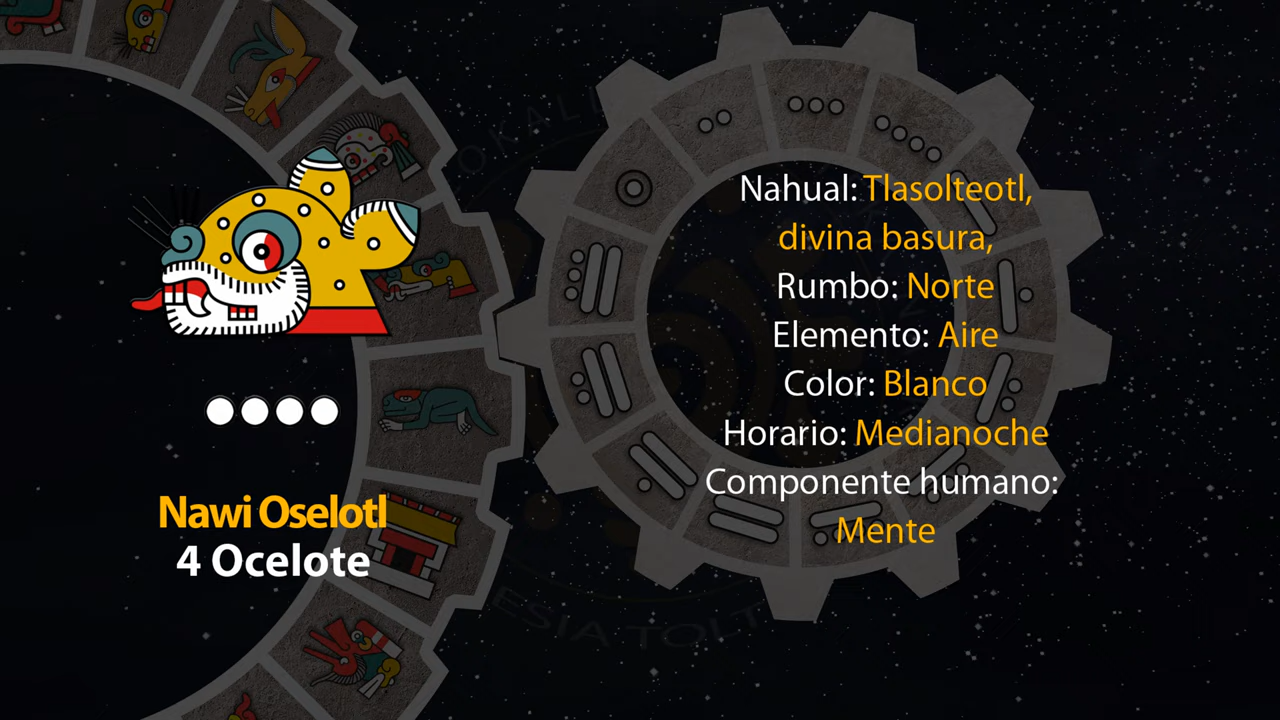 Nawi Oselotl
4 Ocelote
Nahual: Tlasolteotl,
divina basura,
Rumbo: Norte
Elemento: Aire
Color: Blanco
Horario: Medianoche
Componente humano:
Mente